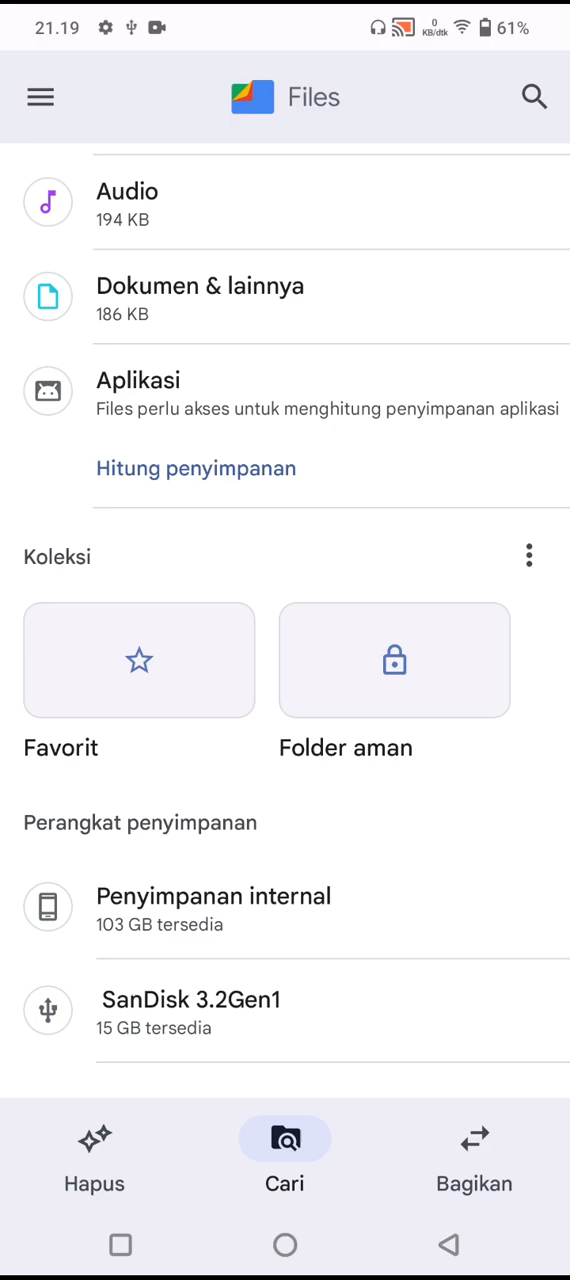 21.19
0
KB/dtk
61%
Files
Audio
194 KB
Dokumen & lainnya
186 KB
Aplikasi
Files perlu akses untuk menghitung penyimpanan aplikasi
Hitung penyimpanan
Koleksi
Favorit
Folder aman
Perangkat penyimpanan
Penyimpanan internal
103 GB tersedia
SanDisk 3.2Gen1
15 GB tersedia
Hapus
Cari
Bagikan